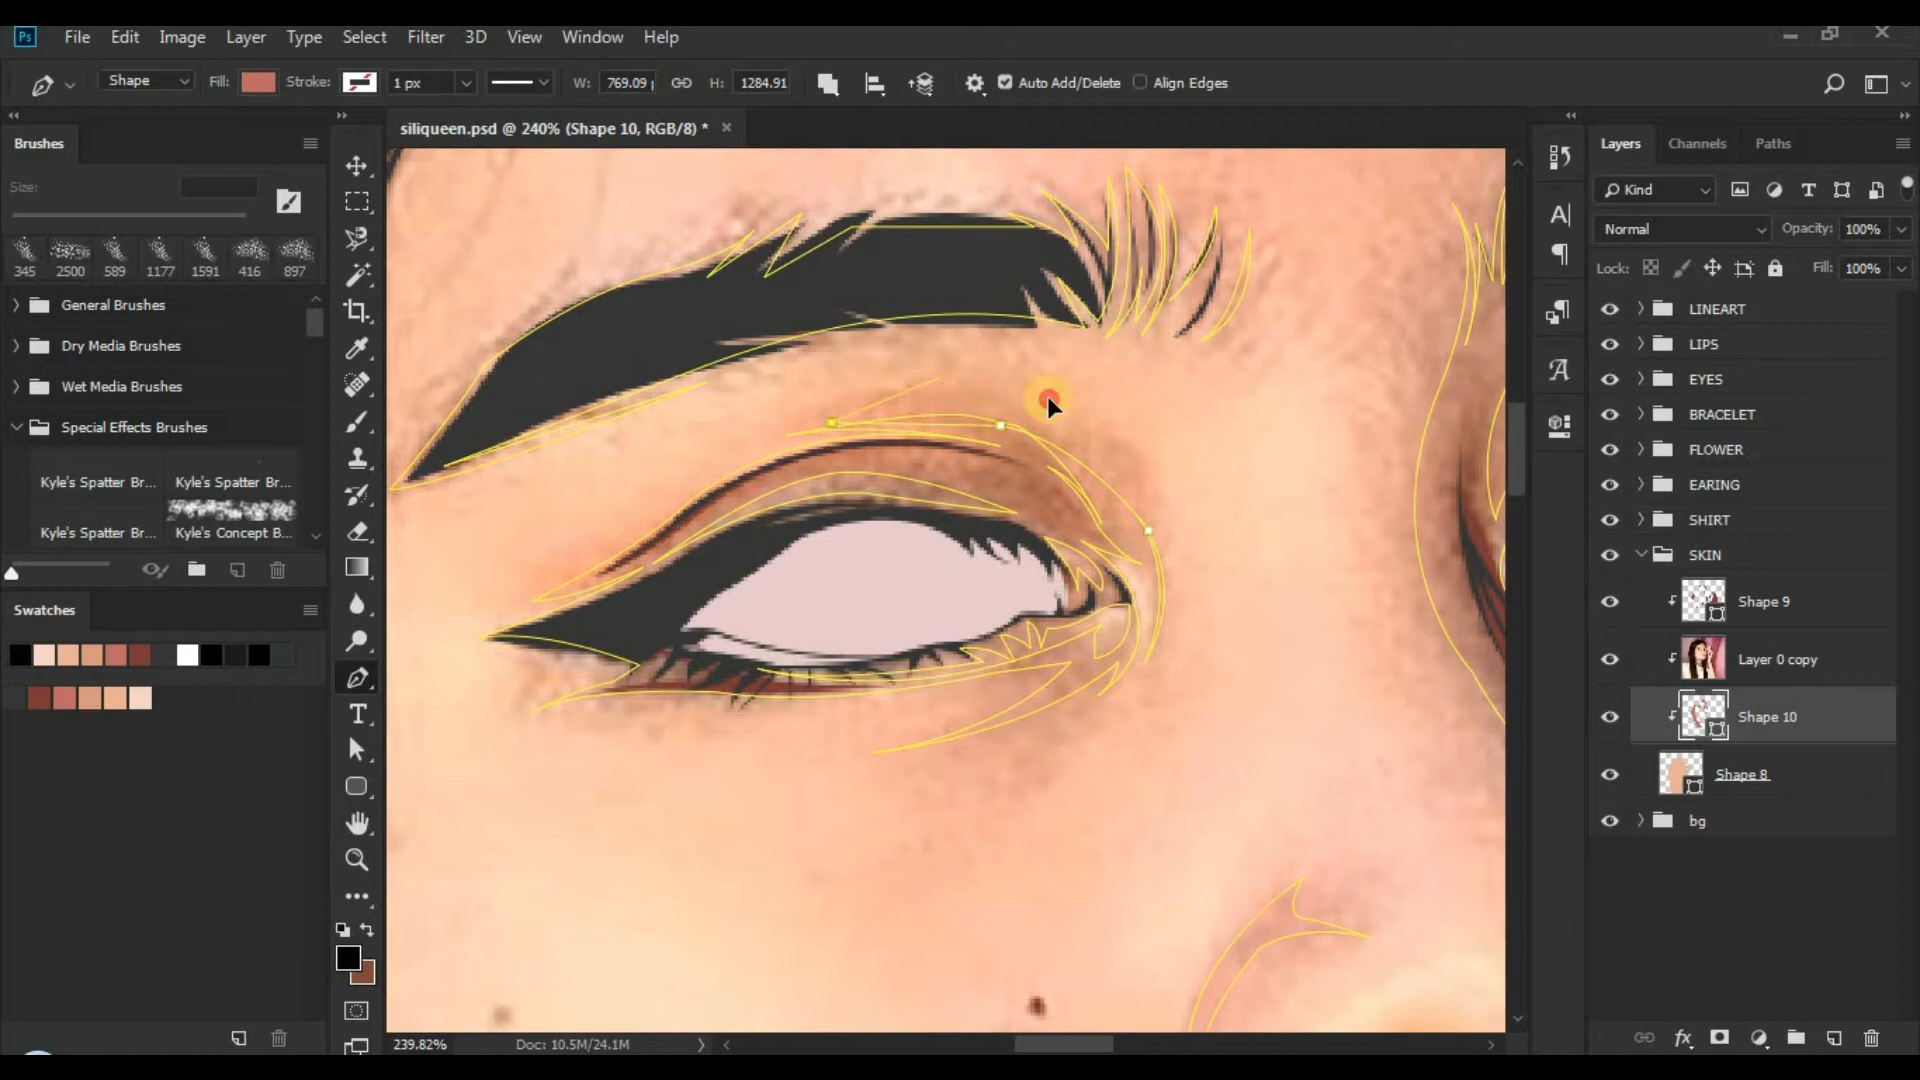 Ps File Edit Image Layer Type Select Filter 3D View Window Help
Shape Fill: Stroke: 1 px W: 769.09 H: 1284.91 Auto Add/Delete Align Edges
siliqueen.psd @ 240% (Shape 10, RGB/8) *
Brushes
Size:
345 2500 589 1177 1591 416 897
General Brushes
Dry Media Brushes
Wet Media Brushes
Special Effects Brushes
Kyle's Spatter Br... Kyle's Spatter Br...
Kyle's Spatter Br... Kyle's Concept B...
Swatches
239.82% Doc: 10.5M/24.1M
Layers Channels Paths
Kind
Normal Opacity: 100%
Lock: Fill: 100%
LINEART
LIPS
EYES
BRACELET
FLOWER
EARING
SHIRT
SKIN
Shape 9
Layer 0 copy
Shape 10
Shape 8
bg